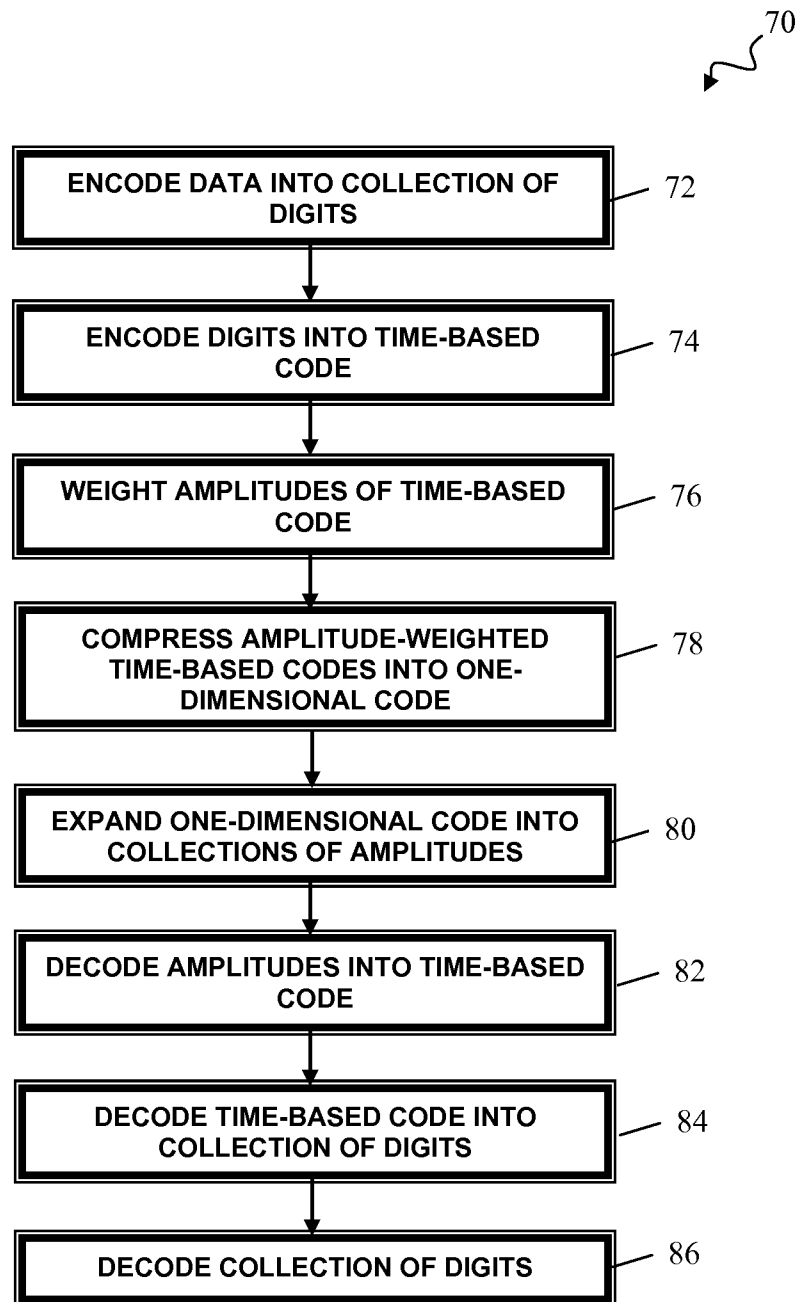 70
ENCODE DATA INTO COLLECTION OF
DIGITS
72
ENCODE DIGITS INTO TIME-BASED
CODE
74
WEIGHT AMPLITUDES OF TIME-BASED
CODE
76
COMPRESS AMPLITUDE-WEIGHTED
TIME-BASED CODES INTO ONE-
DIMENSIONAL CODE
78
EXPAND ONE-DIMENSIONAL CODE INTO
COLLECTIONS OF AMPLITUDES
80
DECODE AMPLITUDES INTO TIME-BASED
CODE
82
DECODE TIME-BASED CODE INTO
COLLECTION OF DIGITS
84
DECODE COLLECTION OF DIGITS
86